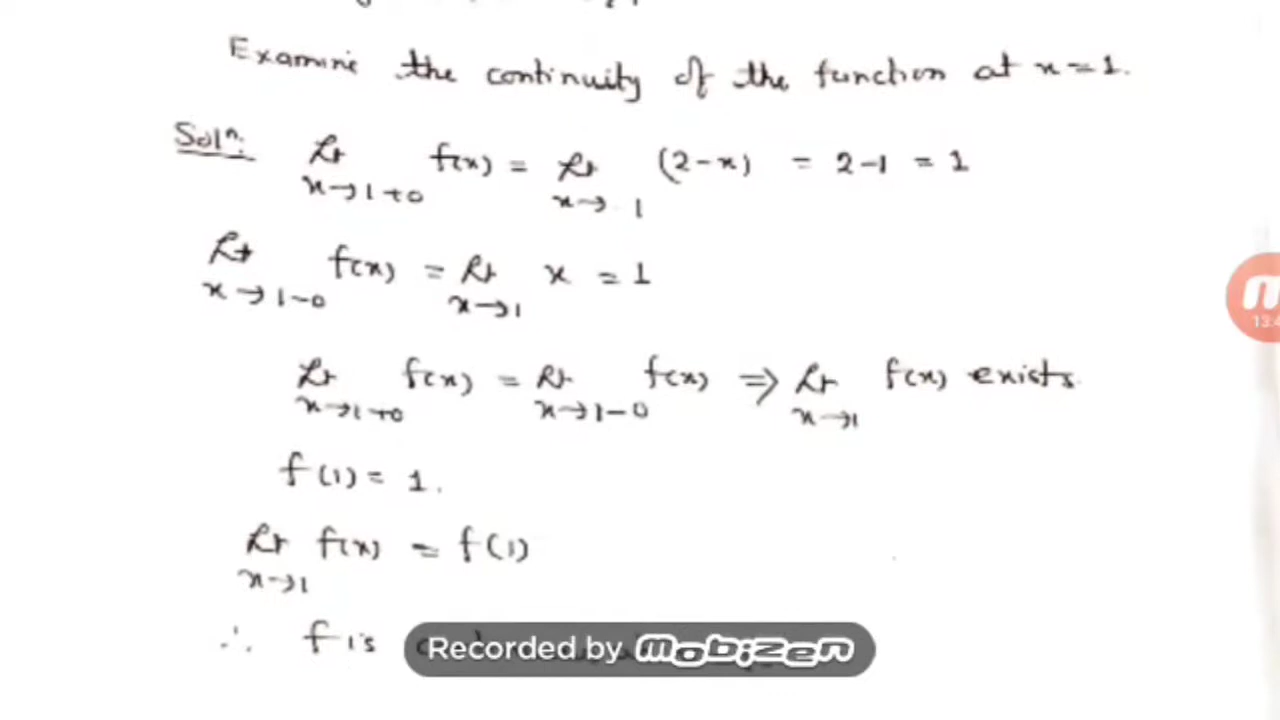 Examine the continuity of the function at x=1.
Soln: Lt x→1+0 f(x) = Lt x→1 (2-x) = 2-1 = 1
Lt x→1-0 f(x) = Lt x→1 x = 1
Lt x→1+0 f(x) = Lt x→1-0 f(x) ⇒ Lt x→1 f(x) exists
f(1) = 1.
Lt x→1 f(x) = f(1)
∴ f is
Recorded by mobizen